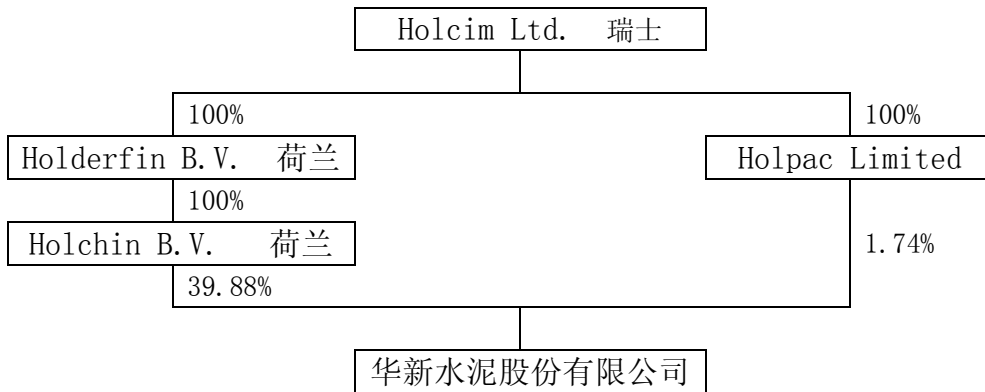 Holcim Ltd. 瑞士
100%
100%
Holderfin B.V. 荷兰
Holpac Limited
100%
Holchin B.V. 荷兰
1.74%
39.88%
华新水泥股份有限公司